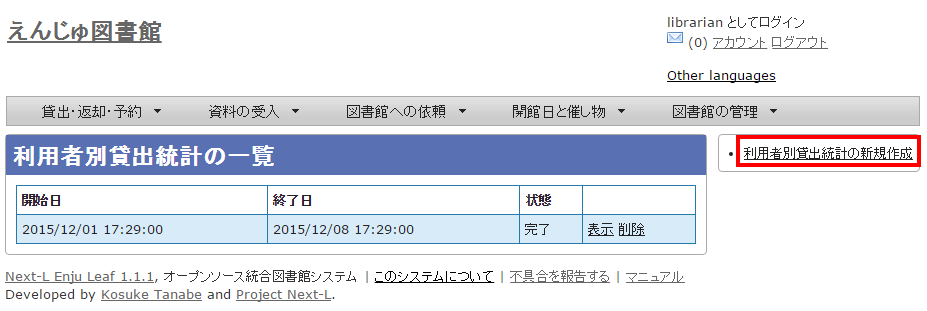 えんじゅ図書館
librarian としてログイン
(0) アカウント ログアウト
Other languages
貸出・返却・予約 ▼ 資料の受入 ▼ 図書館への依頼 ▼ 開館日と催し物 ▼ 図書館の管理 ▼
利用者別貸出統計の一覧
• 利用者別貸出統計の新規作成
開始日 終了日 状態
2015/12/01 17:29:00 2015/12/08 17:29:00 完了 表示 削除
Next-L Enju Leaf 1.1.1, オープンソース統合図書館システム | このシステムについて | 不具合を報告する | マニュアル
Developed by Kosuke Tanabe and Project Next-L.